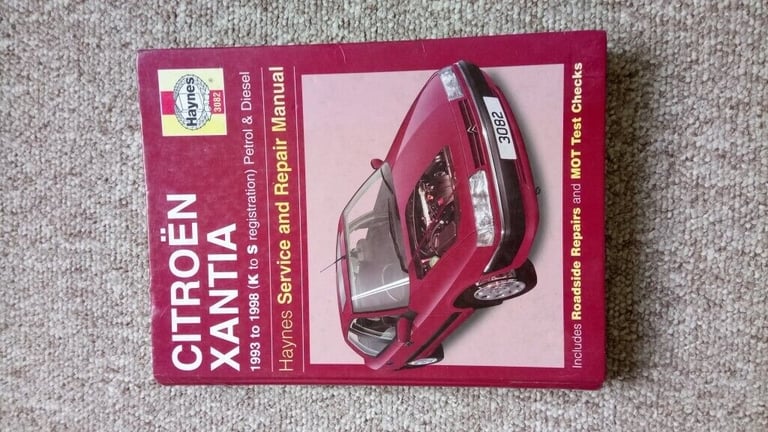 Haynes
3082
CITROËN
XANTIA
1993 to 1998 (K to S registration) Petrol & Diesel
Haynes Service and Repair Manual
3082
Includes Roadside Repairs and MOT Test Checks